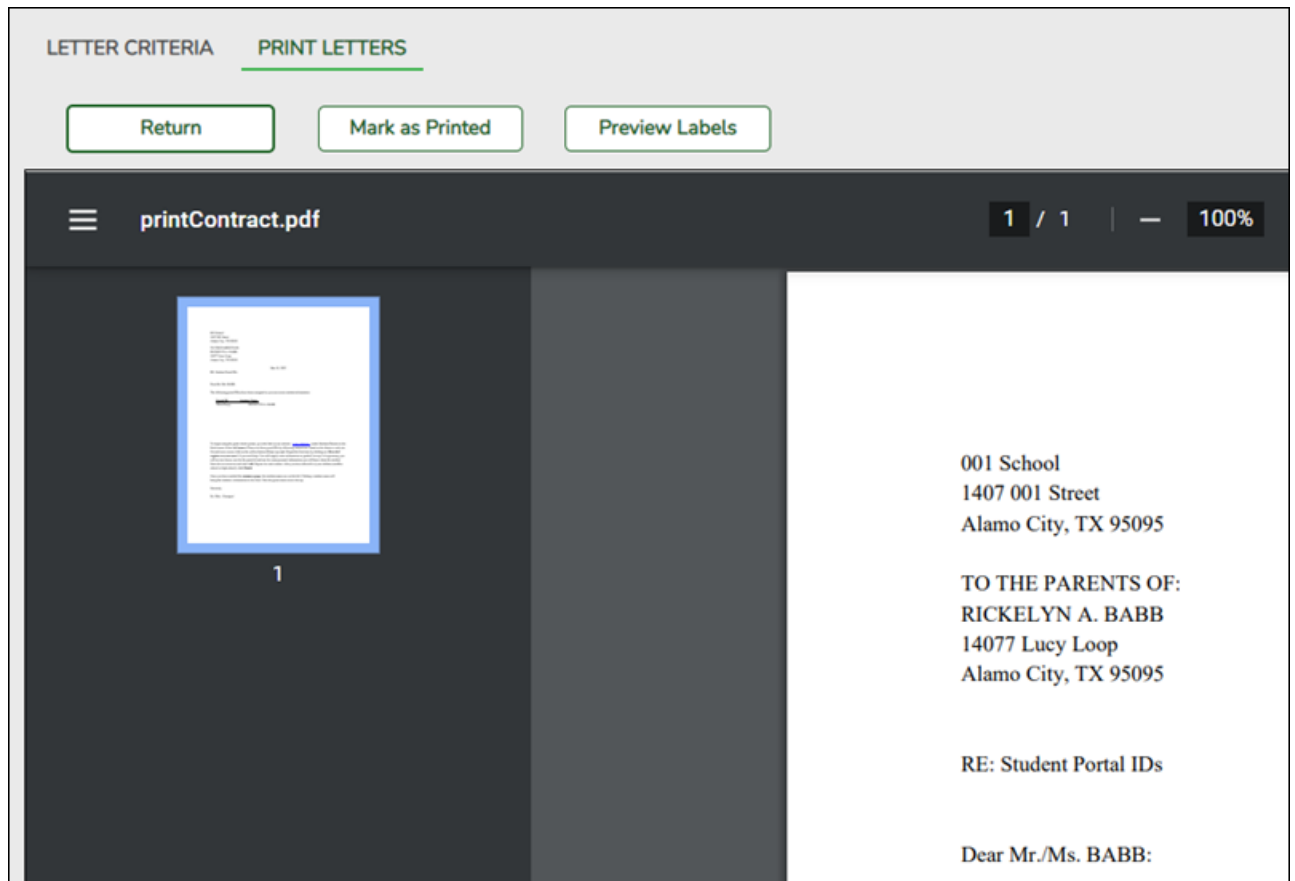 LETTER CRITERIA PRINT LETTERS
Return Mark as Printed Preview Labels
printContract.pdf 1 / 1 | — 100%
1
001 School
1407 001 Street
Alamo City, TX 95095
TO THE PARENTS OF:
RICKELYN A. BABB
14077 Lucy Loop
Alamo City, TX 95095
RE: Student Portal IDs
Dear Mr./Ms. BABB: